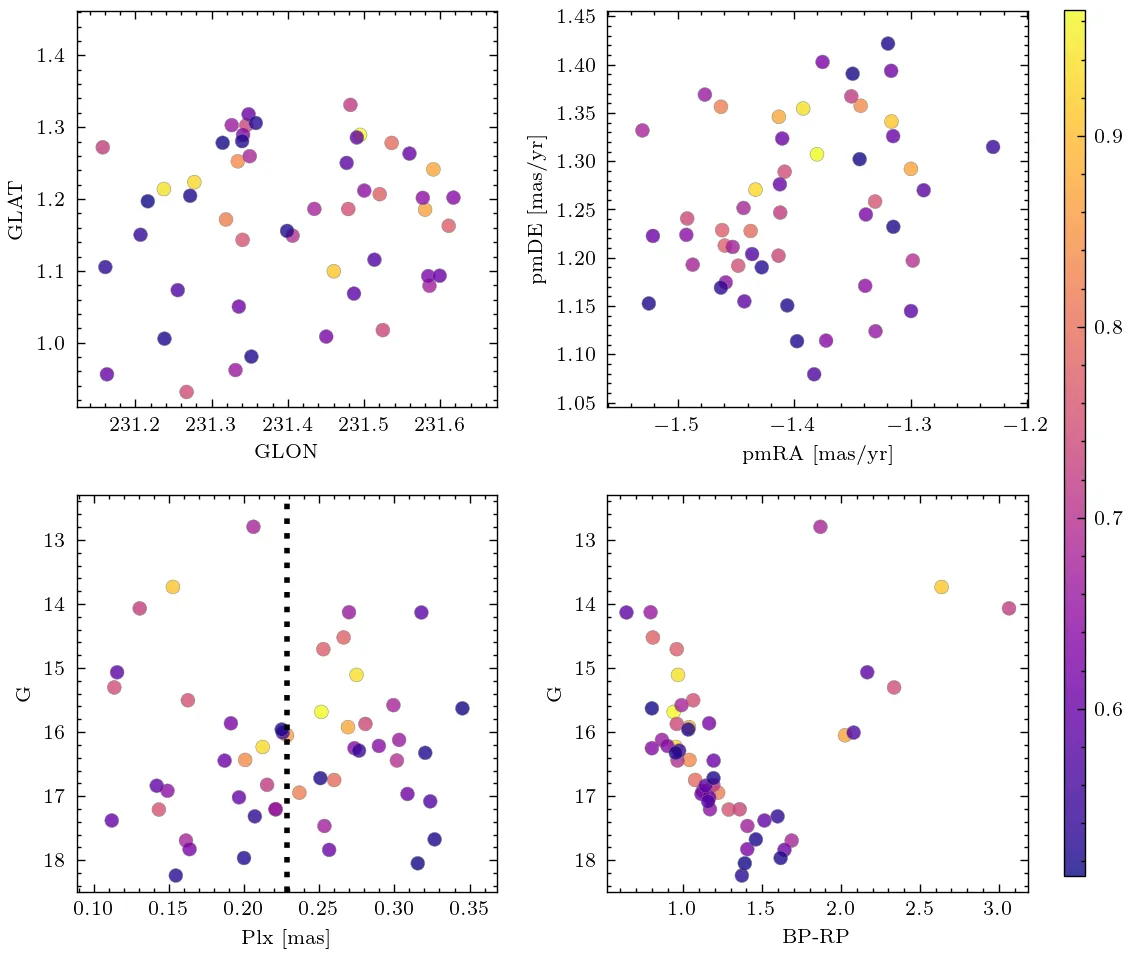 1.4
1.3
1.2
1.1
1.0
GLAT
231.2 231.3 231.4 231.5 231.6
GLON
1.45
1.40
1.35
1.30
1.25
1.20
1.15
1.10
1.05
pmDE [mas/yr]
−1.5 −1.4 −1.3 −1.2
pmRA [mas/yr]
0.9
0.8
0.7
0.6
13
14
15
16
17
18
G
0.10 0.15 0.20 0.25 0.30 0.35
Plx [mas]
13
14
15
16
17
18
G
1.0 1.5 2.0 2.5 3.0
BP-RP